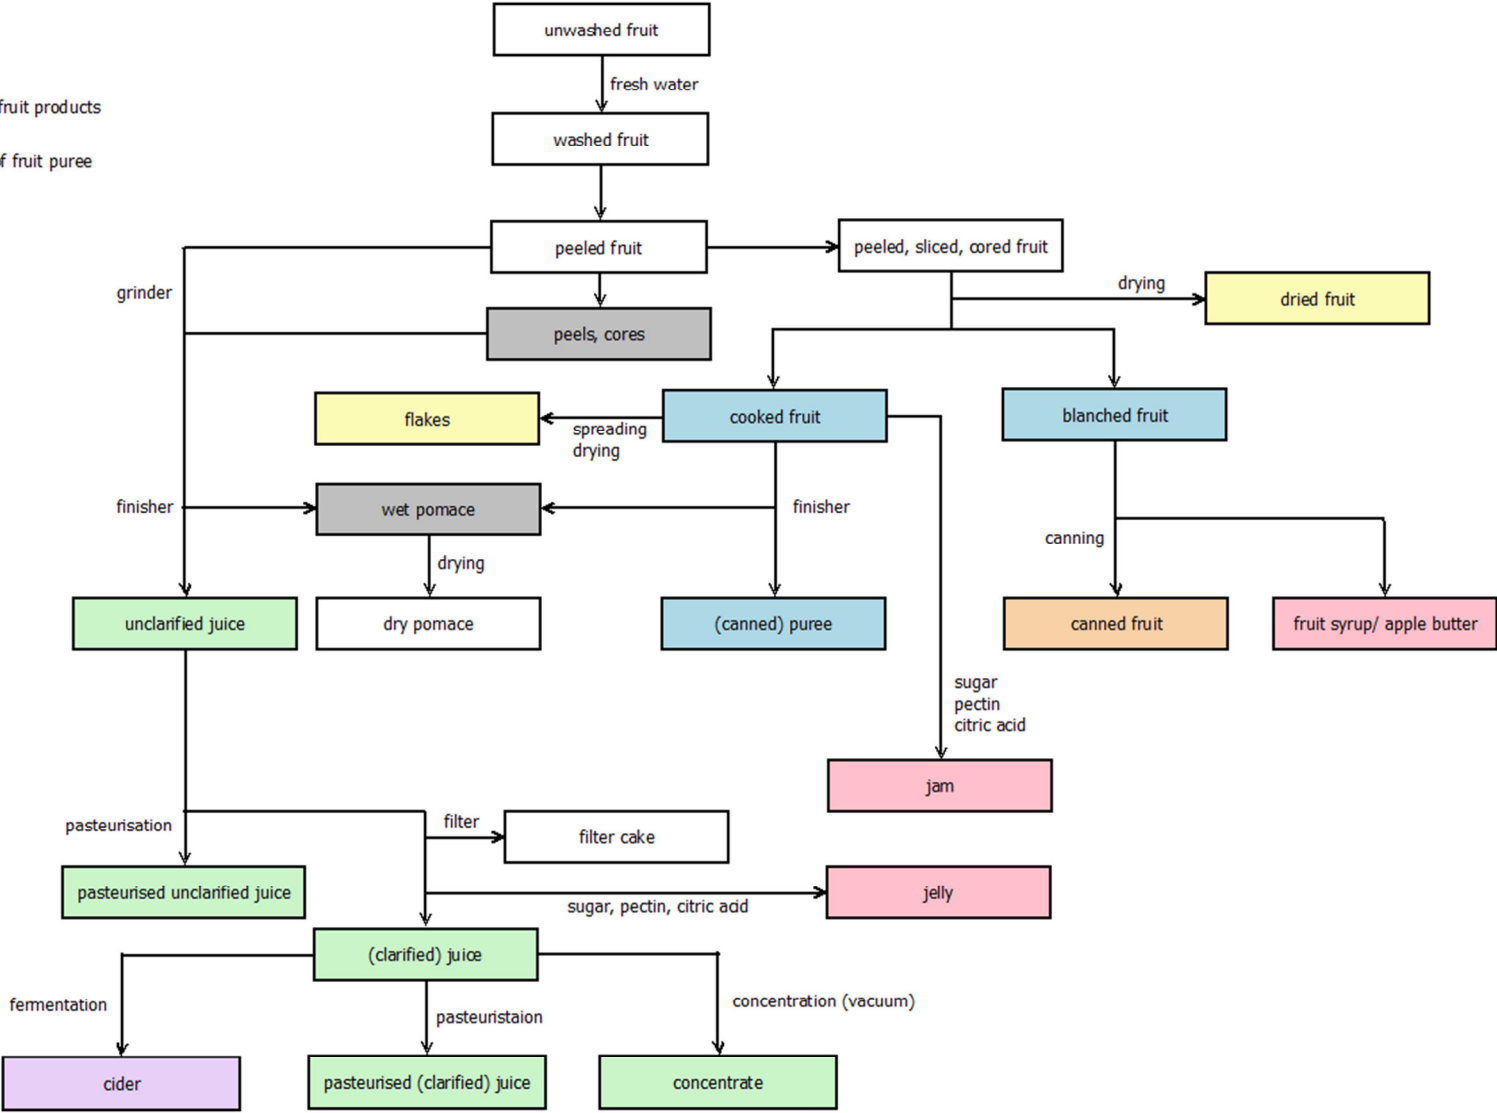 unwashed fruit
fresh water
fruit products
washed fruit
f fruit puree
peeled fruit
peeled, sliced, cored fruit
grinder
drying
dried fruit
peels, cores
flakes
spreading
drying
cooked fruit
blanched fruit
finisher
wet pomace
finisher
drying
canning
unclarified juice
dry pomace
(canned) puree
canned fruit
fruit syrup/ apple butter
sugar
pectin
citric acid
jam
pasteurisation
filter
filter cake
pasteurised unclarified juice
jelly
sugar, pectin, citric acid
(clarified) juice
fermentation
pasteuristaion
concentration (vacuum)
cider
pasteurised (clarified) juice
concentrate